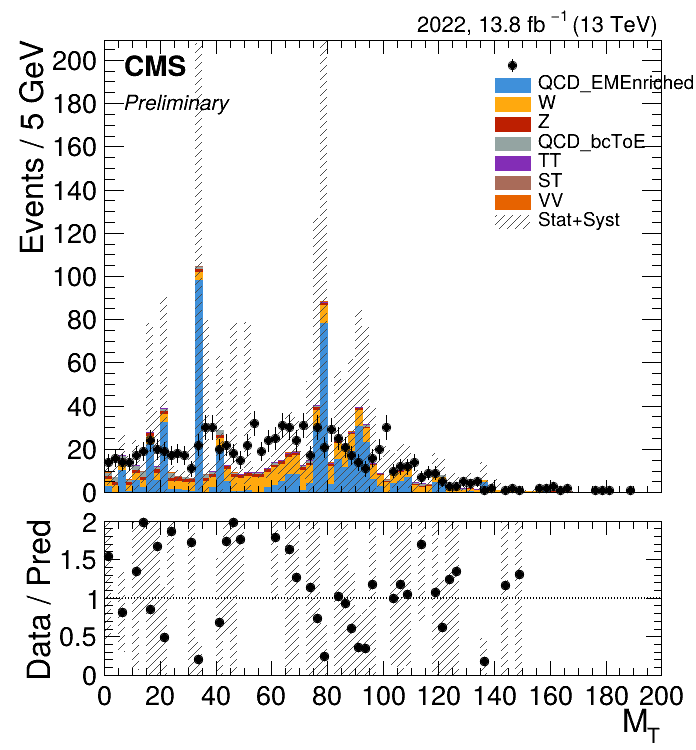 2022, 13.8 fb⁻¹ (13 TeV)
Events / 5 GeV
CMS
Preliminary
QCD_EMEnriched
W
Z
QCD_bcToE
TT
ST
VV
Stat+Syst
200
180
160
140
120
100
80
60
40
20
0
Data / Pred
2
1.5
1
0.5
0
0 20 40 60 80 100 120 140 160 180 200
M_T